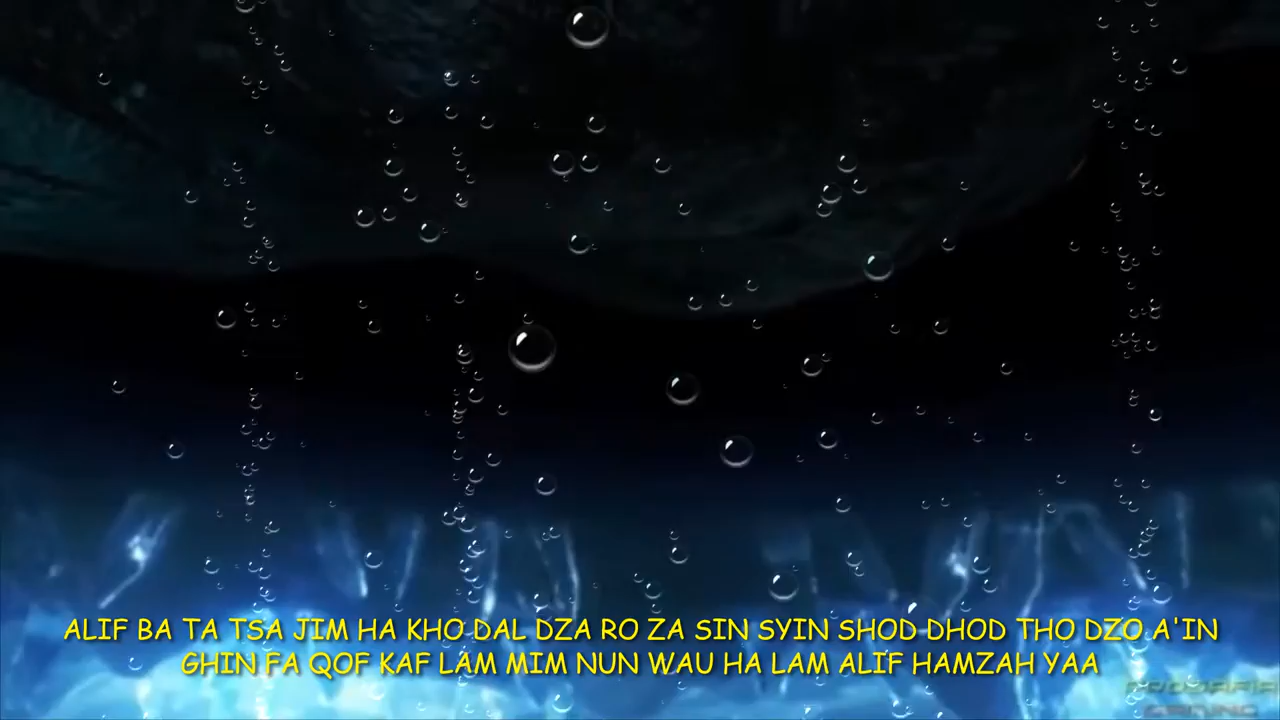 ALIF BA TA TSA JIM HA KHO DAL DZA RO ZA SIN SYIN SHOD DHOD THO DZO A'IN
GHIN FA QOF KAF LAM MIM NUN WAU HA LAM ALIF HAMZAH YAA